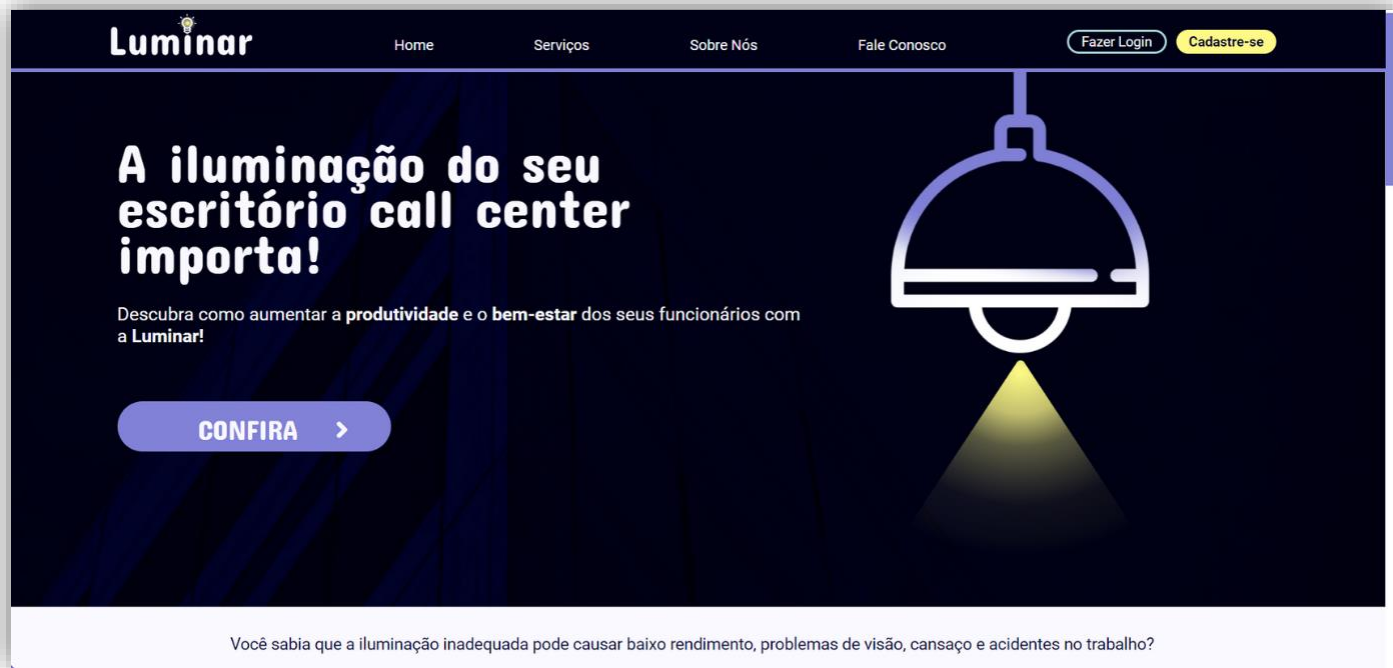 Luminar
Home
Serviços
Sobre Nós
Fale Conosco
Fazer Login
Cadastre-se
A iluminação do seu
escritório call center
importa!
Descubra como aumentar a produtividade e o bem-estar dos seus funcionários com
a Luminar!
CONFIRA
Você sabia que a iluminação inadequada pode causar baixo rendimento, problemas de visão, cansaço e acidentes no trabalho?